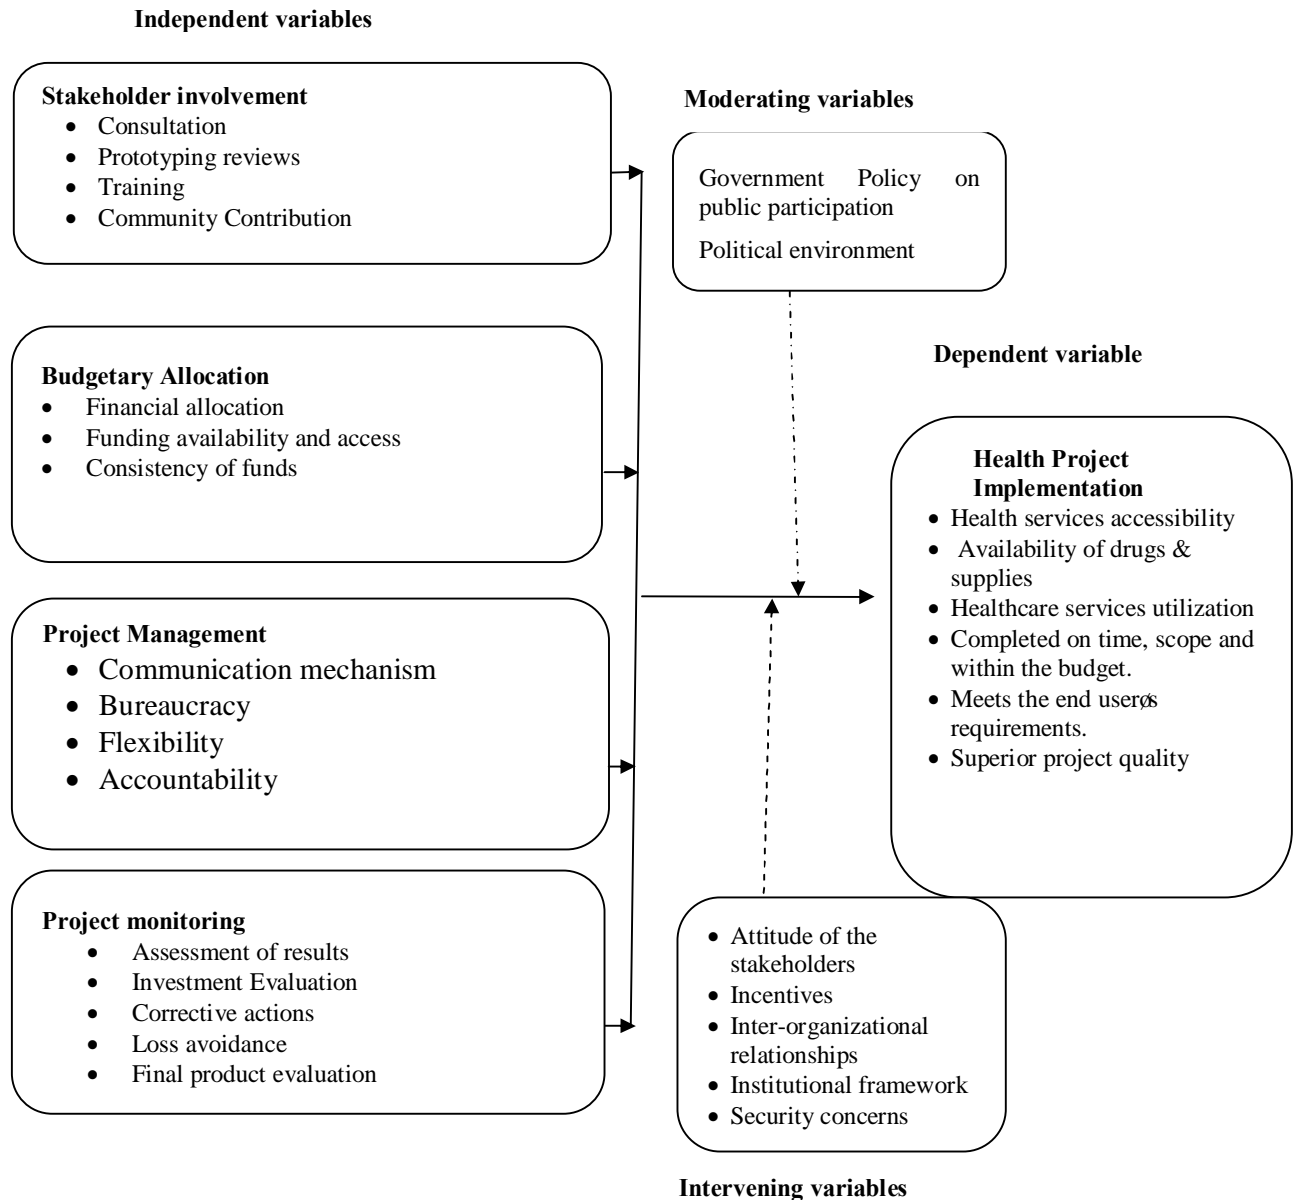 Independent variables
Stakeholder involvement
• Consultation
• Prototyping reviews
• Training
• Community Contribution
Moderating variables
Government Policy on
public participation
Political environment
Budgetary Allocation
• Financial allocation
• Funding availability and access
• Consistency of funds
Dependent variable
Health Project
Implementation
• Health services accessibility
• Availability of drugs &
supplies
• Healthcare services utilization
• Completed on time, scope and
within the budget.
• Meets the end userøs
requirements.
• Superior project quality
Project Management
• Communication mechanism
• Bureaucracy
• Flexibility
• Accountability
Project monitoring
• Assessment of results
• Investment Evaluation
• Corrective actions
• Loss avoidance
• Final product evaluation
• Attitude of the
stakeholders
• Incentives
• Inter-organizational
relationships
• Institutional framework
• Security concerns
Intervening variables